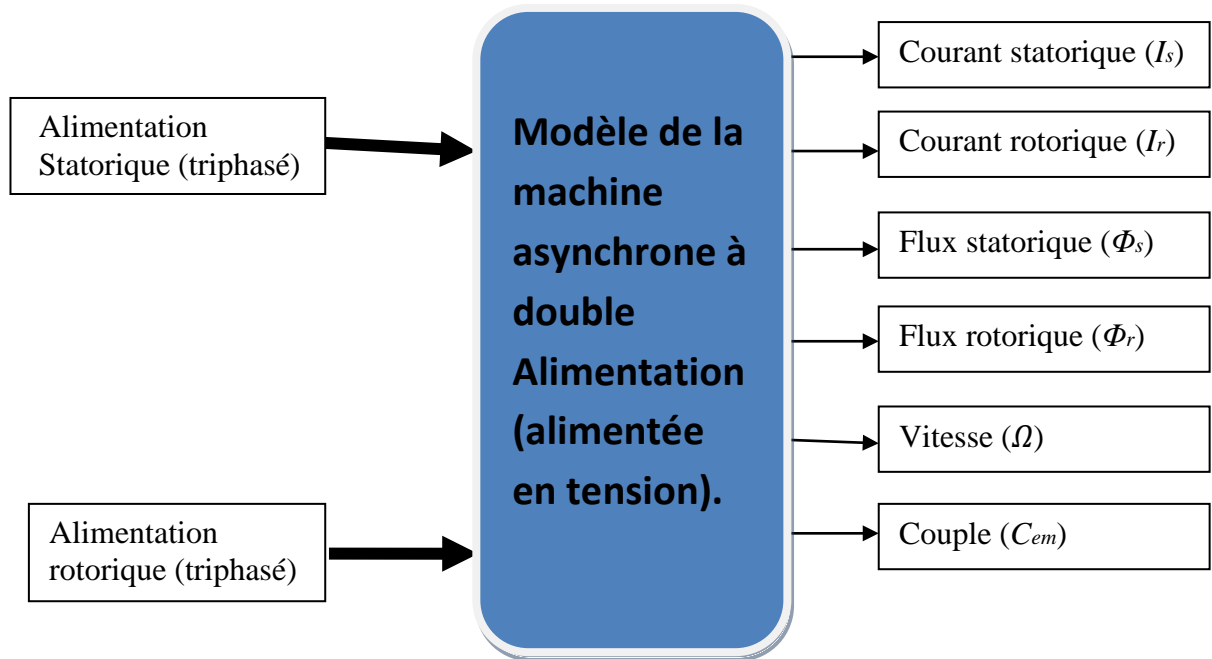 Alimentation
Statorique (triphasé)
Alimentation
rotorique (triphasé)
Modèle de la
machine
asynchrone à
double
Alimentation
(alimentée
en tension).
Courant statorique (Is)
Courant rotorique (Ir)
Flux statorique (Φs)
Flux rotorique (Φr)
Vitesse (Ω)
Couple (Cem)